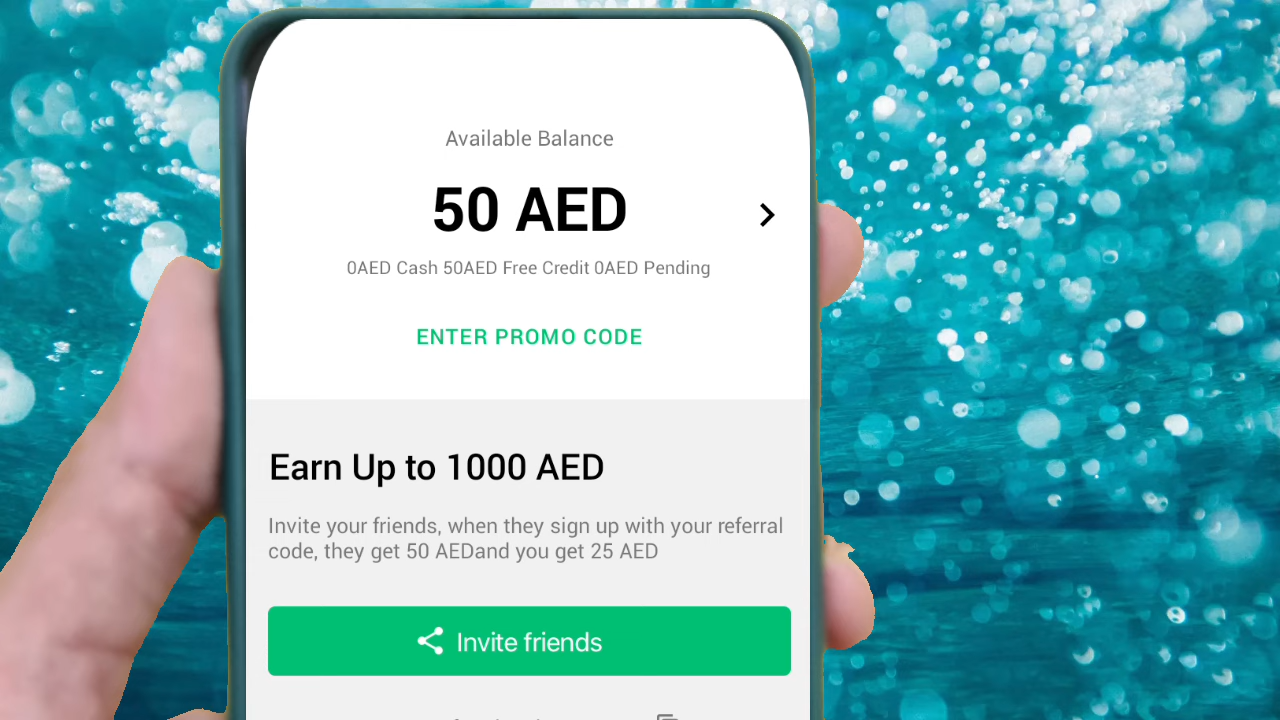 Available Balance
50 AED
0AED Cash 50AED Free Credit 0AED Pending
ENTER PROMO CODE
Earn Up to 1000 AED
Invite your friends, when they sign up with your referral
code, they get 50 AEDand you get 25 AED
Invite friends